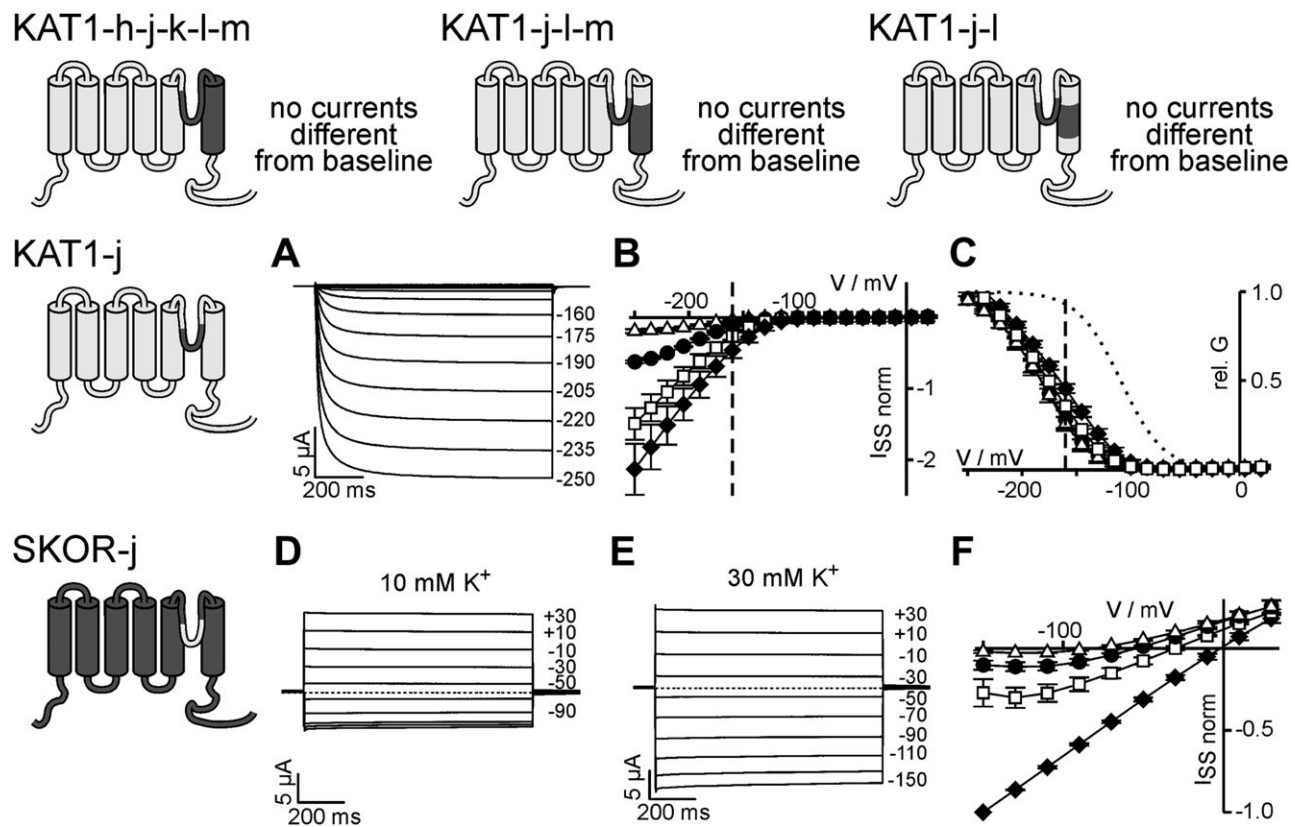 KAT1-h-j-k-l-m
no currents
different
from baseline
KAT1-j-l-m
no currents
different
from baseline
KAT1-j-l
no currents
different
from baseline
KAT1-j
A
-160
-175
-190
-205
-220
-235
-250
5 µA
200 ms
B
V / mV
-200
-100
-1
-2
ISS norm
C
1.0
0.5
rel. G
V / mV
-200
-100
0
SKOR-j
D
10 mM K+
+30
+10
-10
-30
-50
-90
5 µA
200 ms
E
30 mM K+
+30
+10
-10
-30
-50
-70
-90
-110
-150
5 µA
200 ms
F
V / mV
-100
-0.5
-1.0
ISS norm